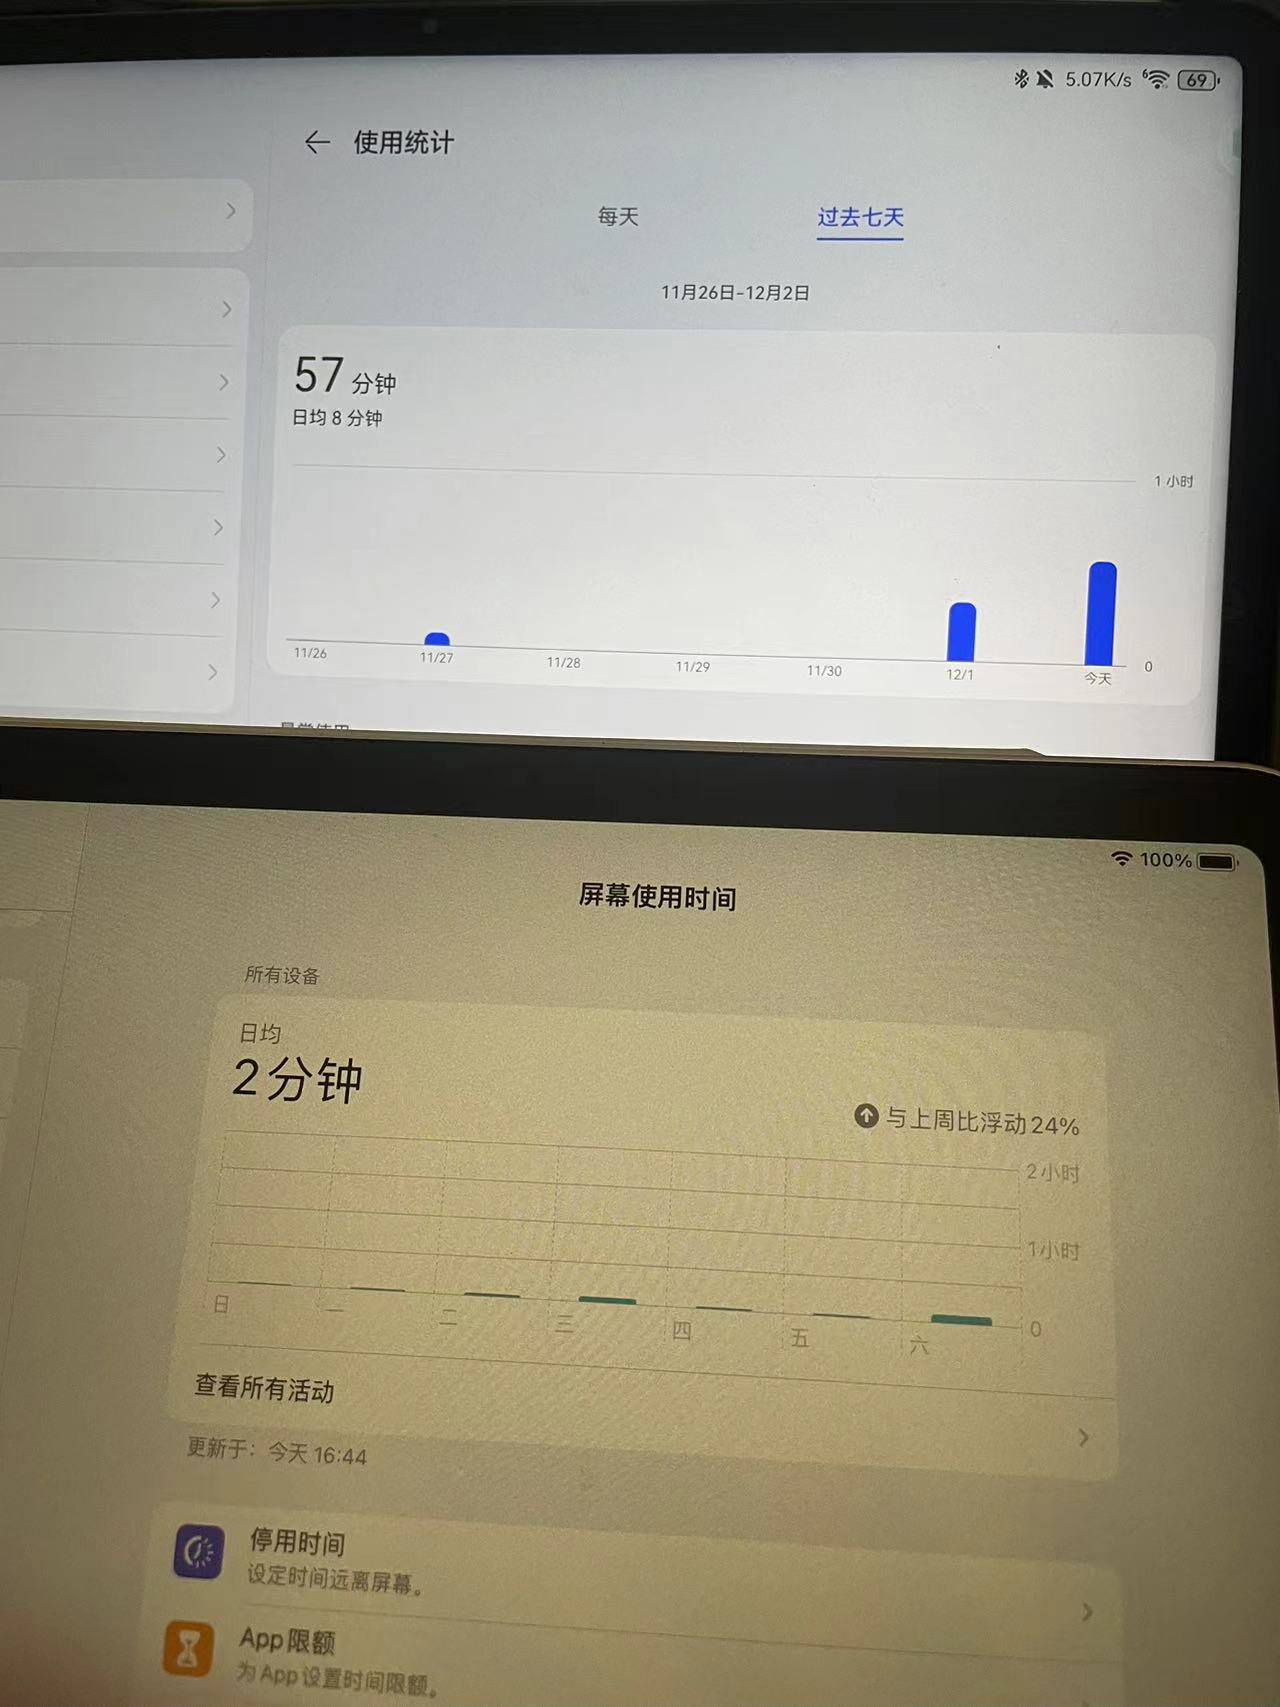 5.07K/s 6 69
使用统计
每天 过去七天
11月26日-12月2日
57 分钟
日均 8 分钟
1 小时
0
11/26 11/27 11/28 11/29 11/30 12/1 今天
100%
屏幕使用时间
所有设备
日均
2分钟
与上周比浮动24%
2小时
1小时
0
日 一 二 三 四 五 六
查看所有活动
更新于：今天 16:44
停用时间
设定时间远离屏幕。
App 限额
为 App 设置时间限额。